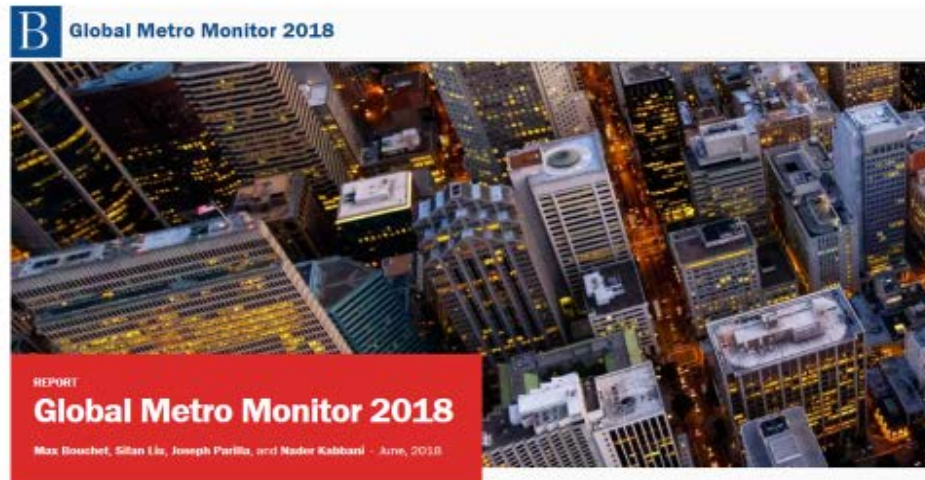 B Global Metro Monitor 2018
REPORT
Global Metro Monitor 2018
Max Bouchet, Sifan Liu, Joseph Parilla, and Nader Kabbani - June, 2018